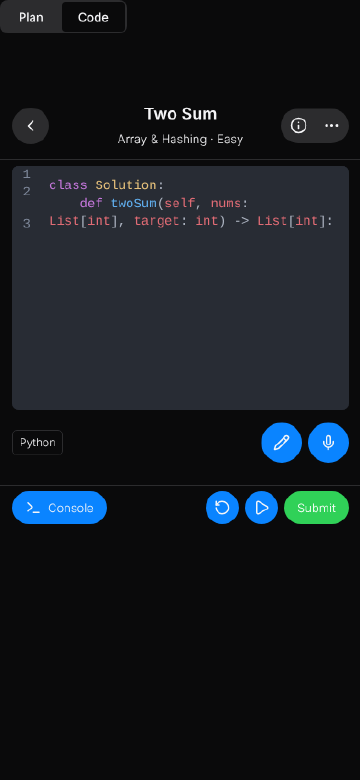 Plan
Code
Two Sum
Array & Hashing · Easy
1
class Solution:
2
    def twoSum(self, nums:
List[int], target: int) -> List[int]:
3
Python
Console
Submit